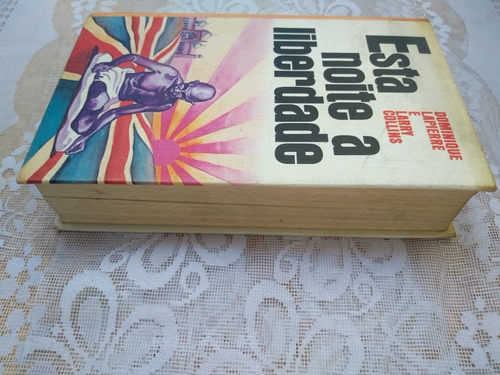 Esta
noite a
liberdade
DOMINIQUE
LAPIERRE
E
LARRY
COLLINS